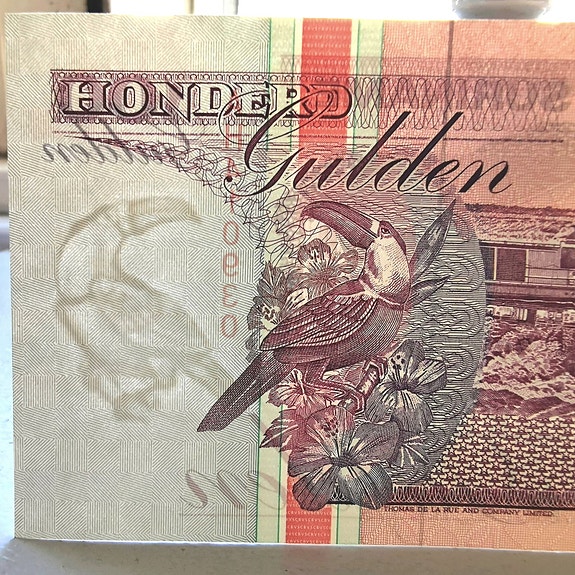 HONDERD
Gulden
THOMAS DE LA RUE AND COMPANY LIMITED.